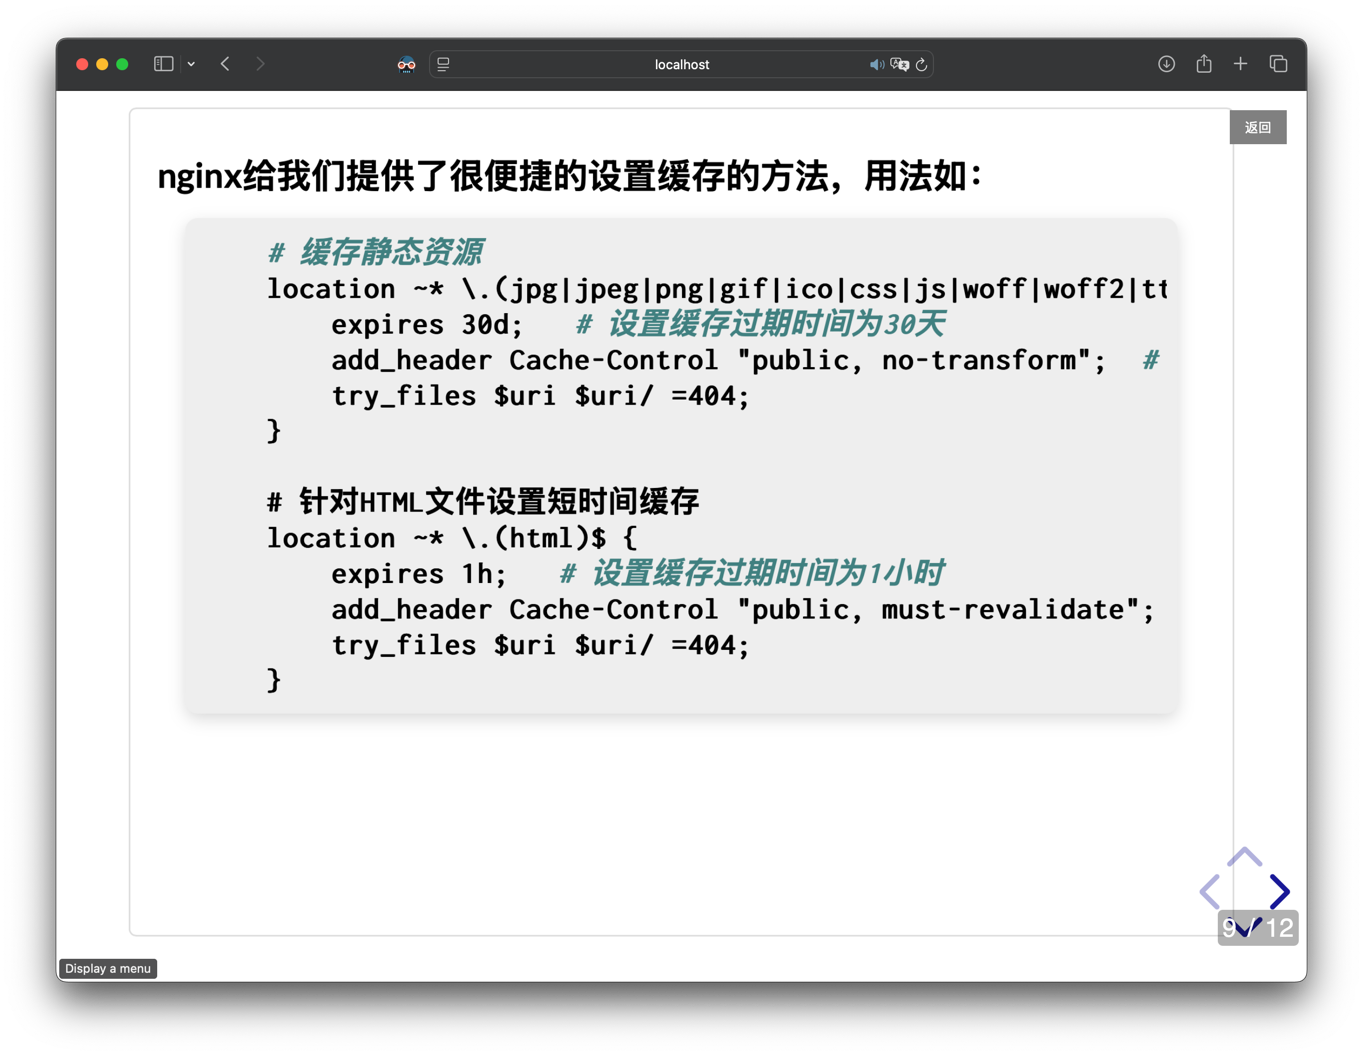 localhost
返回
nginx给我们提供了很便捷的设置缓存的方法，用法如：
# 缓存静态资源
location ~* \.(jpg|jpeg|png|gif|ico|css|js|woff|woff2|tt
expires 30d;   # 设置缓存过期时间为30天
add_header Cache-Control "public, no-transform";  #
try_files $uri $uri/ =404;
}
# 针对HTML文件设置短时间缓存
location ~* \.(html)$ {
expires 1h;   # 设置缓存过期时间为1小时
add_header Cache-Control "public, must-revalidate";
try_files $uri $uri/ =404;
}
9 / 12
Display a menu